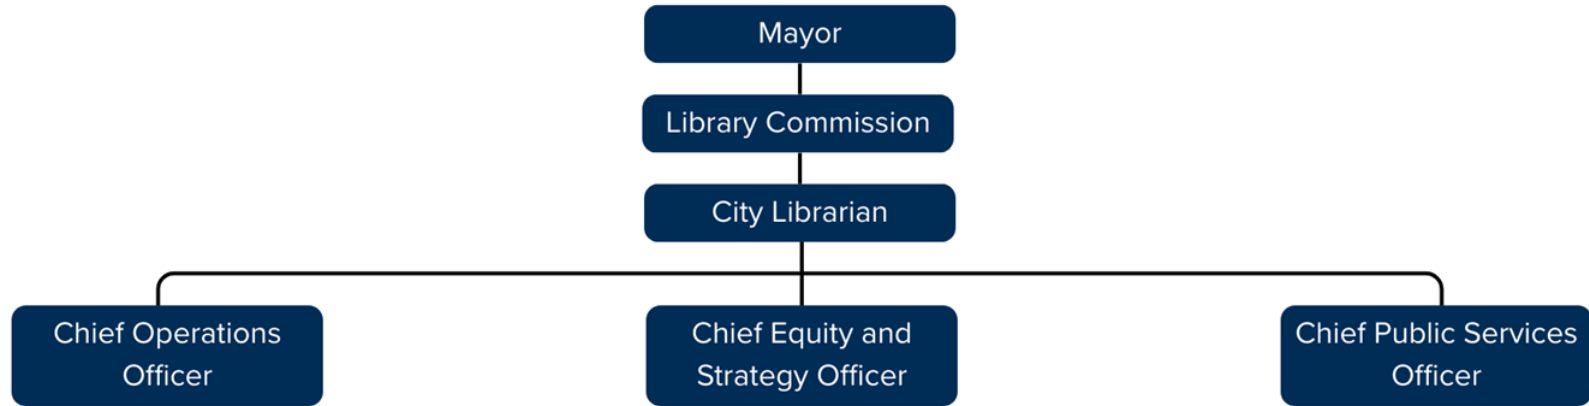 Mayor
Library Commission
City Librarian
Chief Operations
Officer
Chief Equity and
Strategy Officer
Chief Public Services
Officer